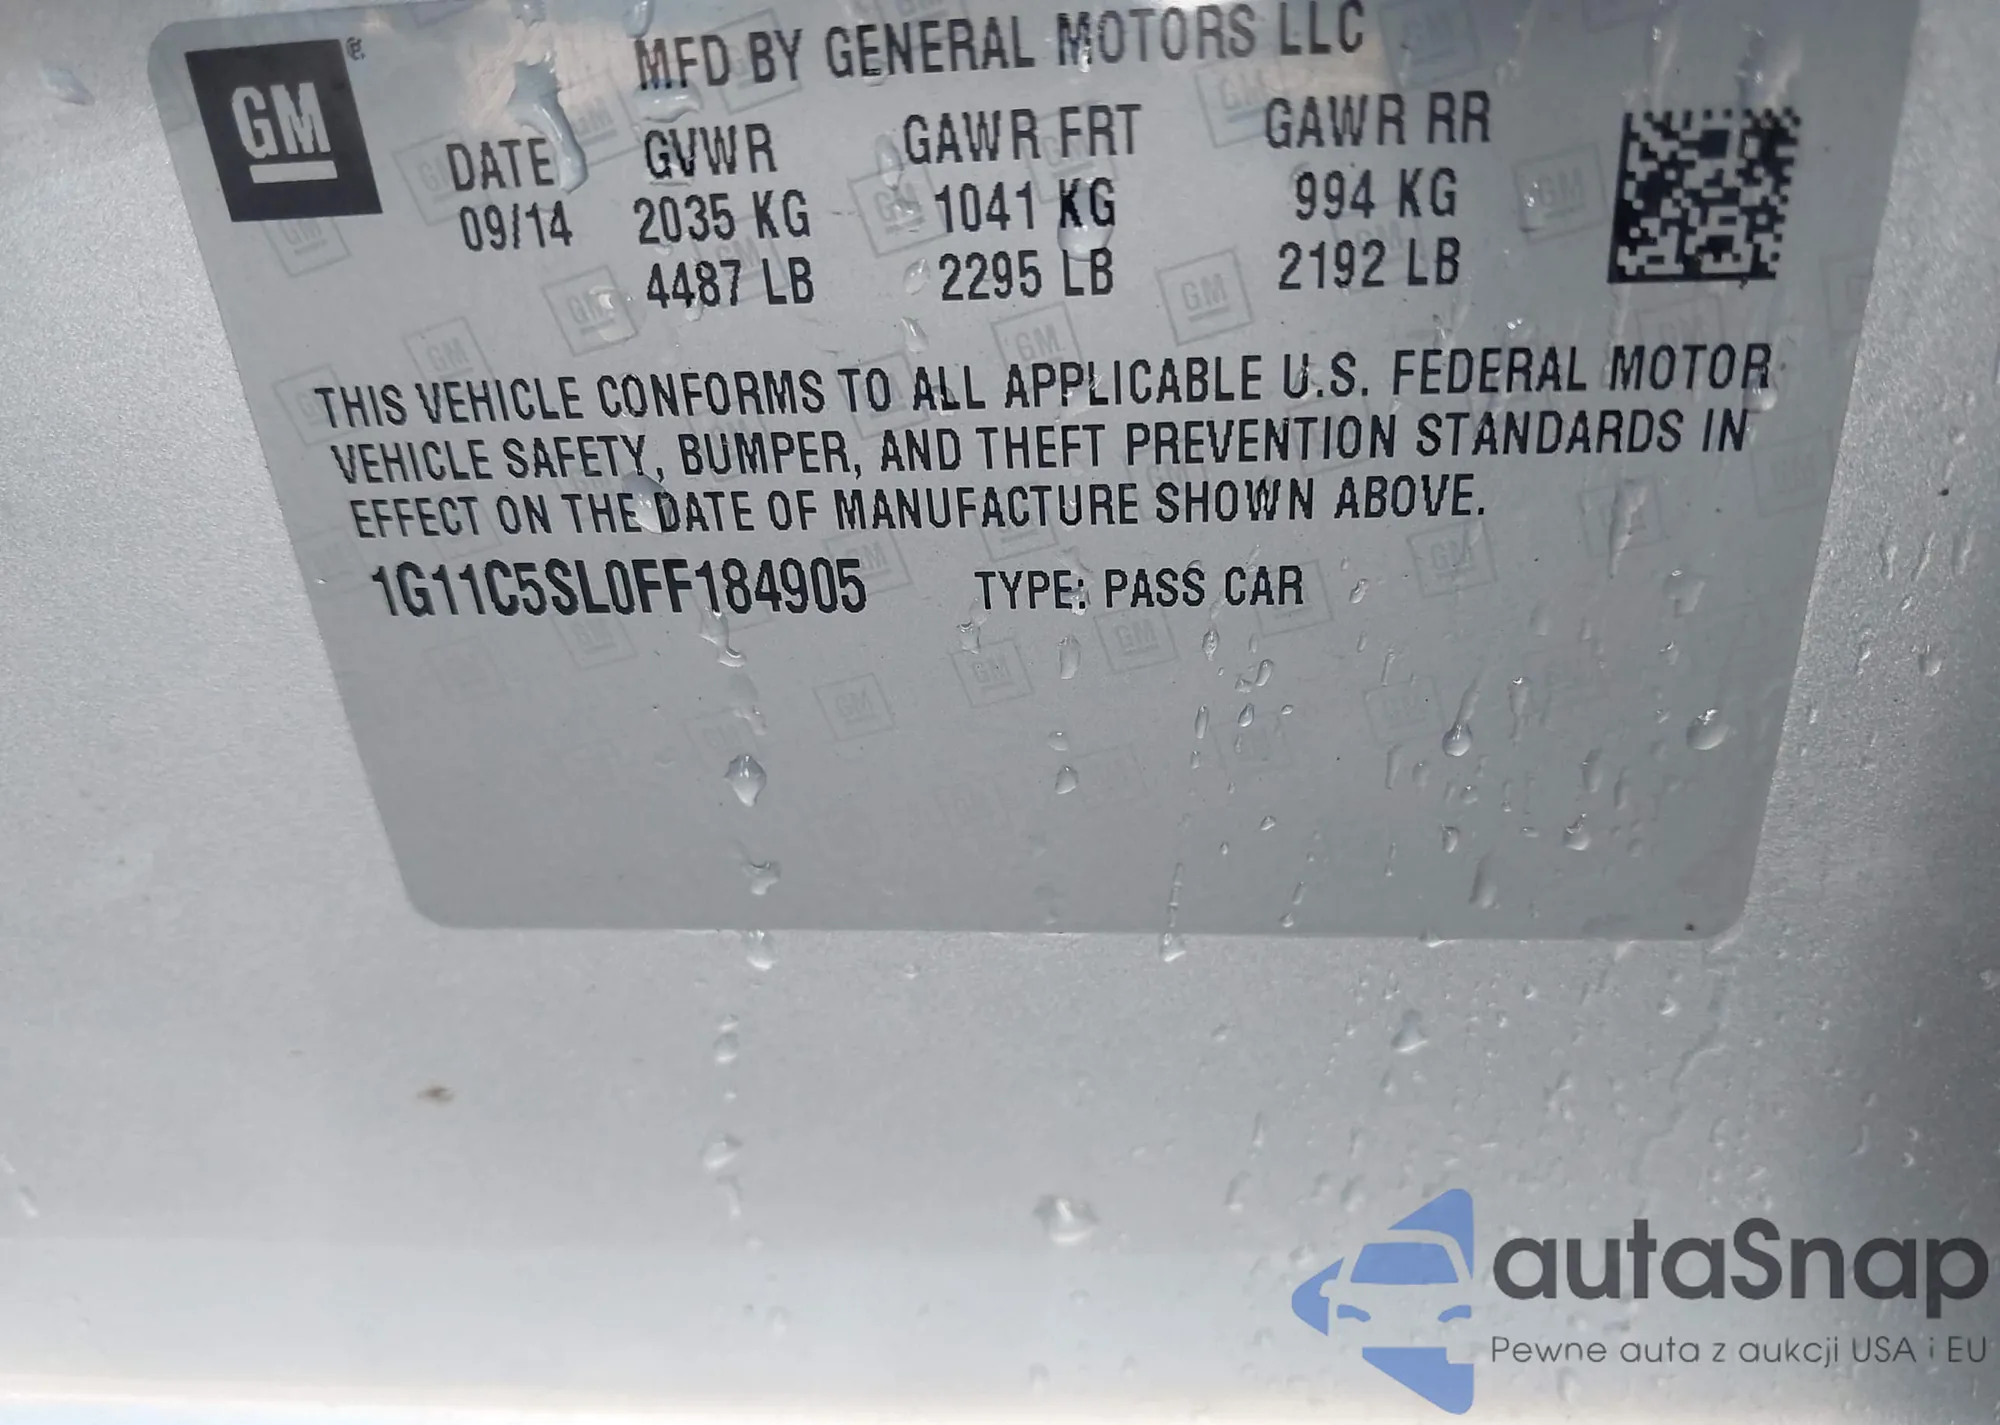 GM®
MFD BY GENERAL MOTORS LLC
DATE GVWR GAWR FRT GAWR RR
09/14 2035 KG 1041 KG 994 KG
4487 LB 2295 LB 2192 LB
THIS VEHICLE CONFORMS TO ALL APPLICABLE U.S. FEDERAL MOTOR
VEHICLE SAFETY, BUMPER, AND THEFT PREVENTION STANDARDS IN
EFFECT ON THE DATE OF MANUFACTURE SHOWN ABOVE.
1G11C5SL0FF184905 TYPE: PASS CAR
autaSnap
Pewne auta z aukcji USA i EU